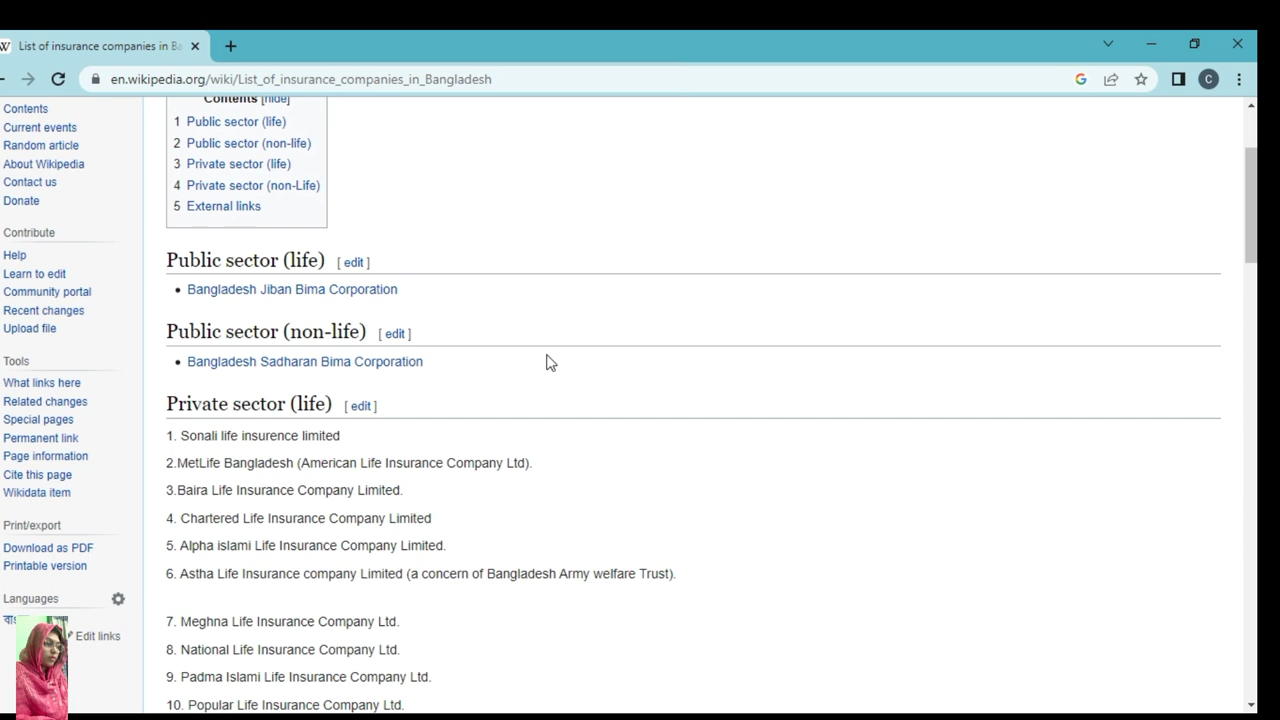 List of insurance companies in Ba
en.wikipedia.org/wiki/List_of_insurance_companies_in_Bangladesh
C
Contents
Current events
Random article
About Wikipedia
Contact us
Donate
Contribute
Help
Learn to edit
Community portal
Recent changes
Upload file
Tools
What links here
Related changes
Special pages
Permanent link
Page information
Cite this page
Wikidata item
Print/export
Download as PDF
Printable version
Languages
Edit links
Contents [hide]
1 Public sector (life)
2 Public sector (non-life)
3 Private sector (life)
4 Private sector (non-Life)
5 External links
Public sector (life) [ edit ]
• Bangladesh Jiban Bima Corporation
Public sector (non-life) [ edit ]
• Bangladesh Sadharan Bima Corporation
Private sector (life) [ edit ]
1. Sonali life insurence limited
2.MetLife Bangladesh (American Life Insurance Company Ltd).
3.Baira Life Insurance Company Limited.
4. Chartered Life Insurance Company Limited
5. Alpha islami Life Insurance Company Limited.
6. Astha Life Insurance company Limited (a concern of Bangladesh Army welfare Trust).
7. Meghna Life Insurance Company Ltd.
8. National Life Insurance Company Ltd.
9. Padma Islami Life Insurance Company Ltd.
10. Popular Life Insurance Company Ltd.